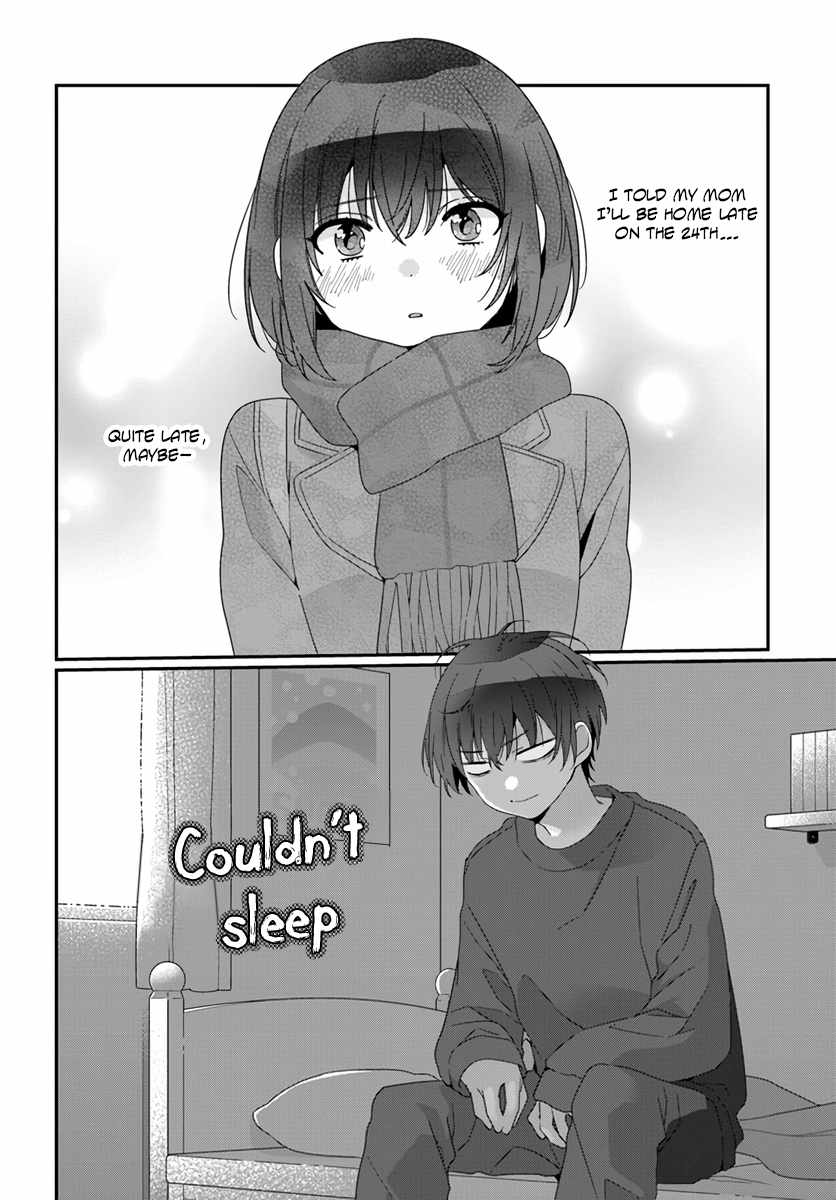 I TOLD MY MOM
I'LL BE HOME LATE
ON THE 24TH...
QUITE LATE,
MAYBE-
Couldn't
sleep